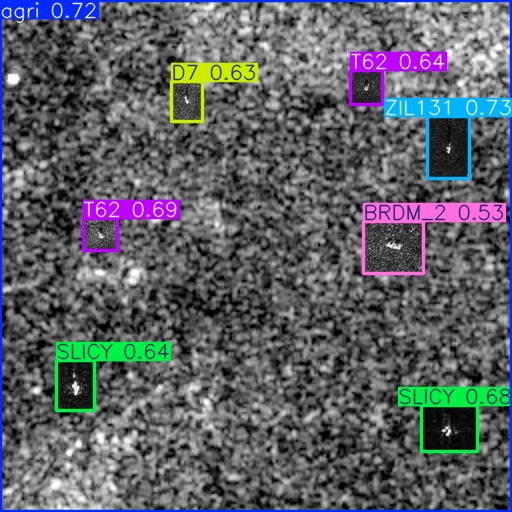 agri 0.72
T62 0.64
D7 0.63
ZIL131 0.73
T62 0.69
BRDM_2 0.53
SLICY 0.64
SLICY 0.68